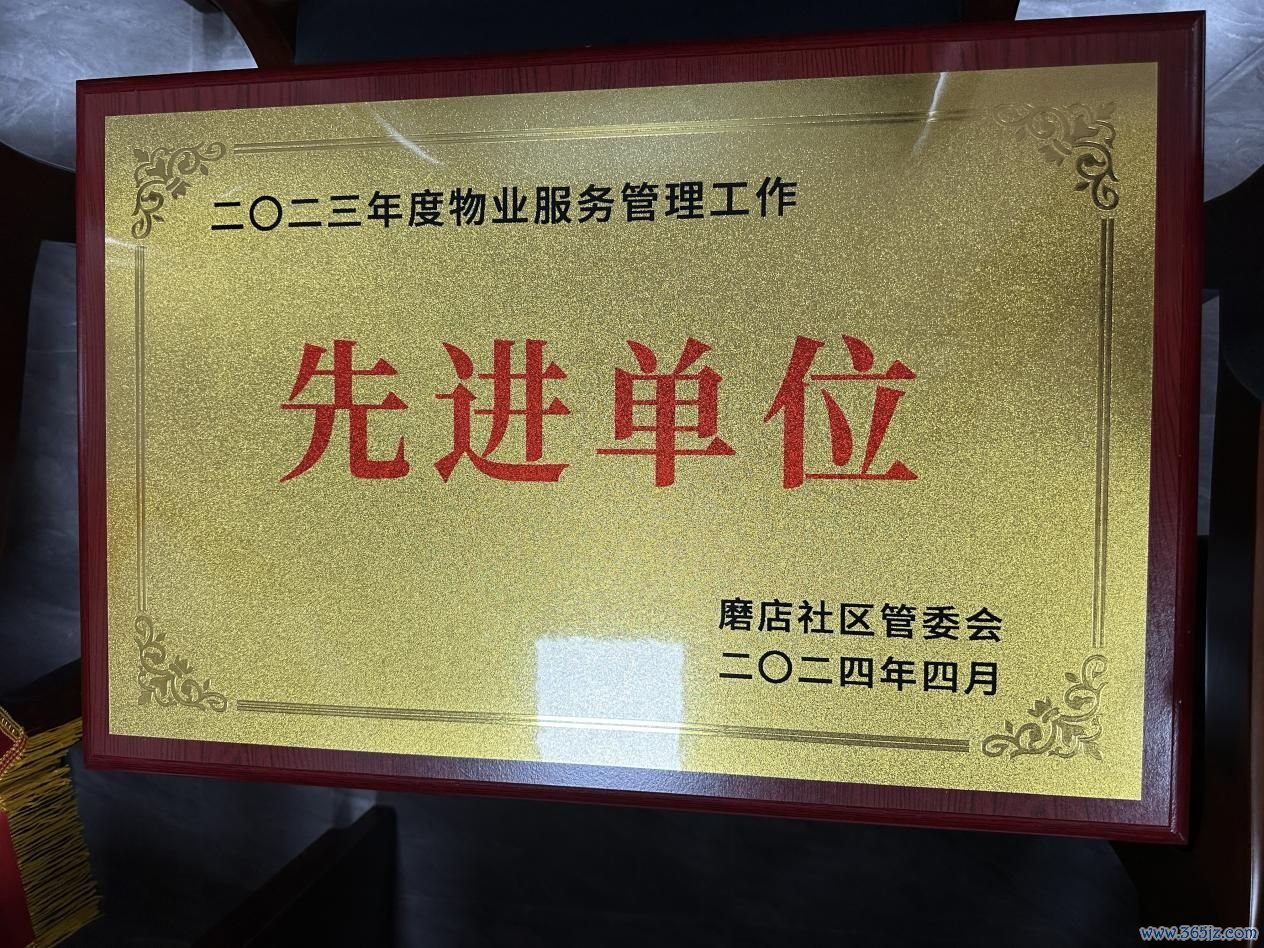 二〇二三年度物业服务管理工作
先进单位
磨店社区管委会
二〇二四年四月
www.365jz.com